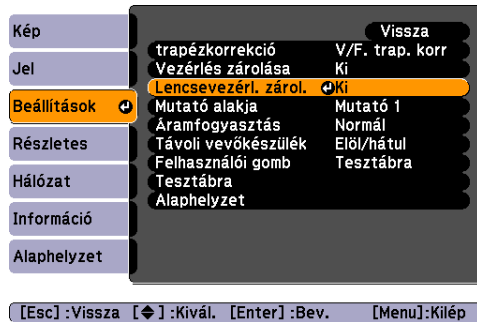 Kép
Jel
Beállítások
Részletes
Hálózat
Információ
Alaphelyzet
Vissza
trapézkorrekció V/F. trap. korr
Vezérlés zárolása Ki
Lencsevezérl. zárol. Ki
Mutató alakja Mutató 1
Áramfogyasztás Normál
Távoli vevőkészülék Elöl/hátul
Felhasználói gomb Tesztábra
Tesztábra
Alaphelyzet
[Esc] :Vissza [◆] :Kivál. [Enter] :Bev. [Menu]:Kilép